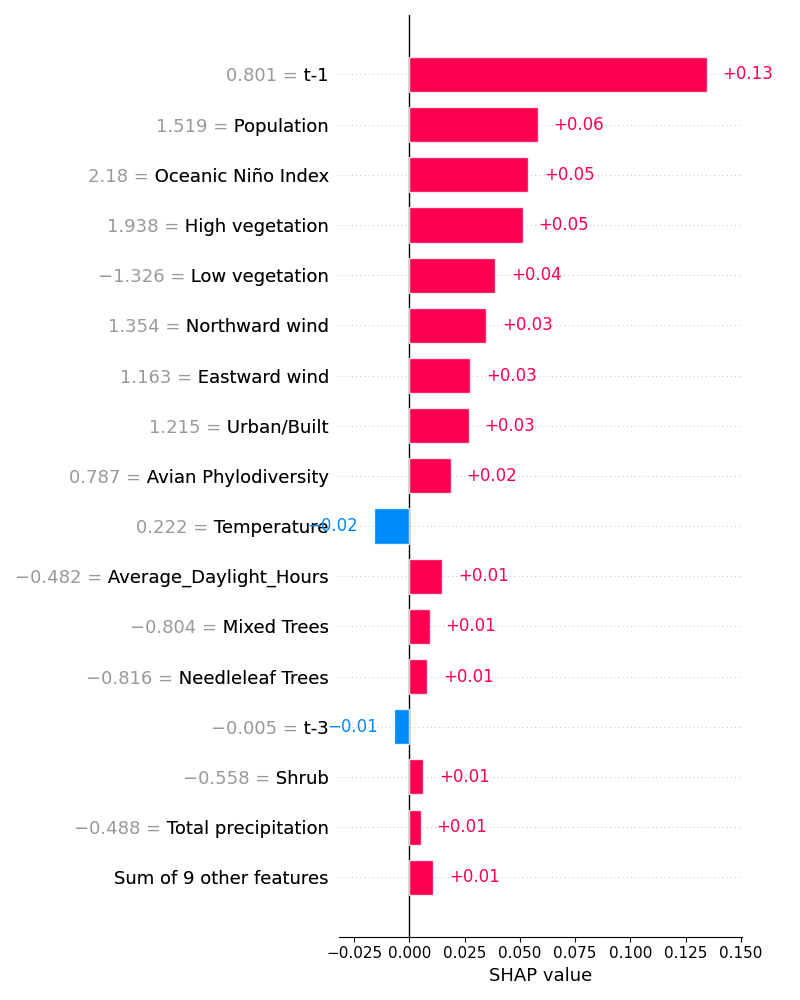 0.801 = t-1 +0.13
1.519 = Population +0.06
2.18 = Oceanic Niño Index +0.05
1.938 = High vegetation +0.05
−1.326 = Low vegetation +0.04
1.354 = Northward wind +0.03
1.163 = Eastward wind +0.03
1.215 = Urban/Built +0.03
0.787 = Avian Phylodiversity +0.02
0.222 = Temperature −0.02
−0.482 = Average_Daylight_Hours +0.01
−0.804 = Mixed Trees +0.01
−0.816 = Needleleaf Trees +0.01
−0.005 = t-3 −0.01
−0.558 = Shrub +0.01
−0.488 = Total precipitation +0.01
Sum of 9 other features +0.01
−0.025 0.000 0.025 0.050 0.075 0.100 0.125 0.150
SHAP value